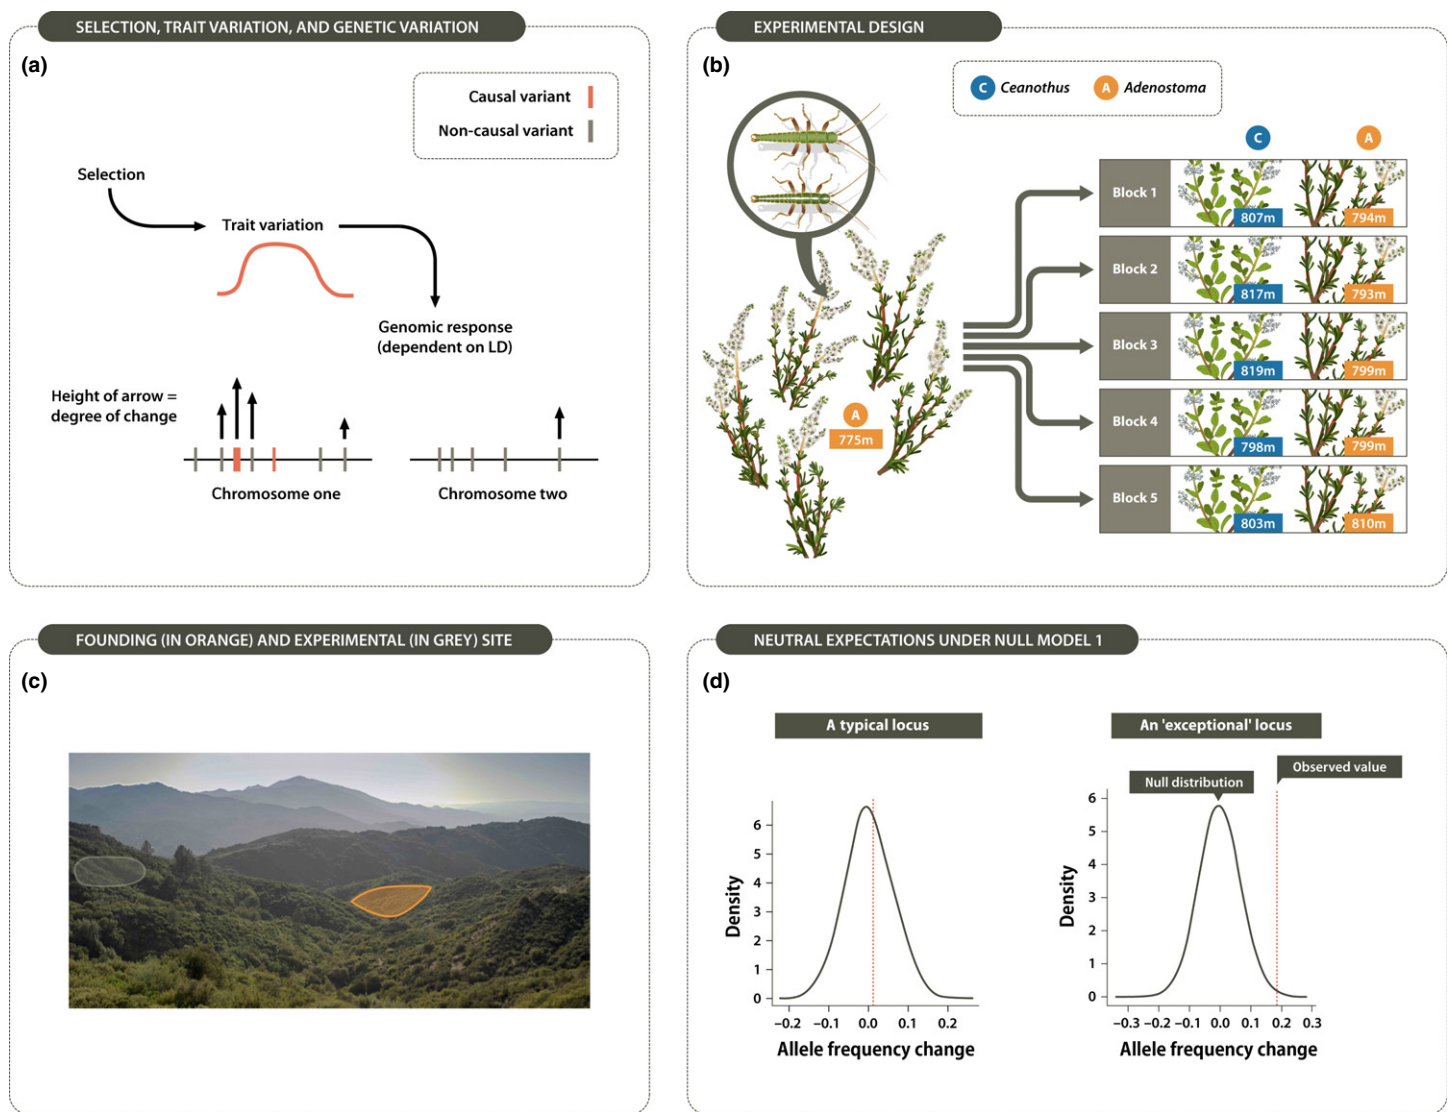 SELECTION, TRAIT VARIATION, AND GENETIC VARIATION
(a)
Causal variant
Non-causal variant
Selection
Trait variation
Genomic response
(dependent on LD)
Height of arrow =
degree of change
Chromosome one
Chromosome two
EXPERIMENTAL DESIGN
(b)
C Ceanothus
A Adenostoma
C
A
Block 1
807m
794m
Block 2
817m
793m
Block 3
819m
799m
Block 4
798m
799m
Block 5
803m
810m
A
775m
FOUNDING (IN ORANGE) AND EXPERIMENTAL (IN GREY) SITE
(c)
NEUTRAL EXPECTATIONS UNDER NULL MODEL 1
(d)
A typical locus
Density
6
5
4
3
2
1
0
−0.2 −0.1 0.0 0.1 0.2
Allele frequency change
An 'exceptional' locus
Observed value
Null distribution
Density
6
5
4
3
2
1
0
−0.3 −0.2 −0.1 0.0 0.1 0.2 0.3
Allele frequency change